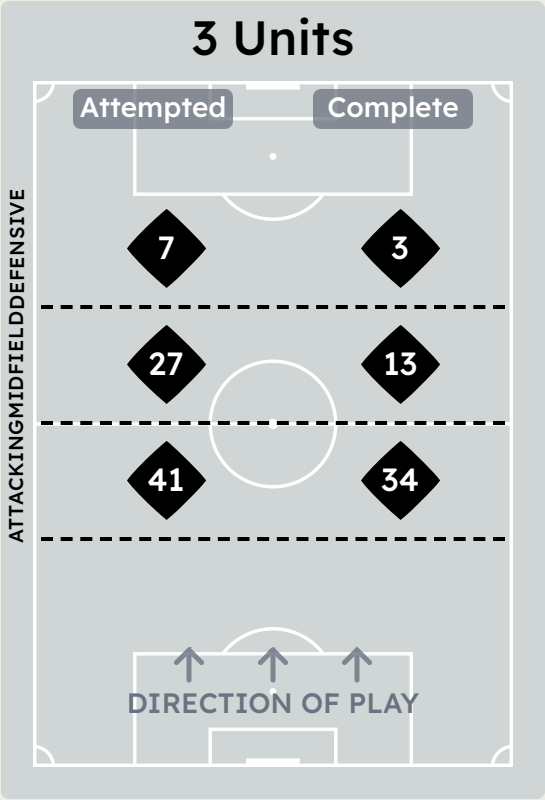 3 Units
Attempted
Complete
7
3
27
13
41
34
ATTACKINGMIDFIELDDEFENSIVE
DIRECTION OF PLAY